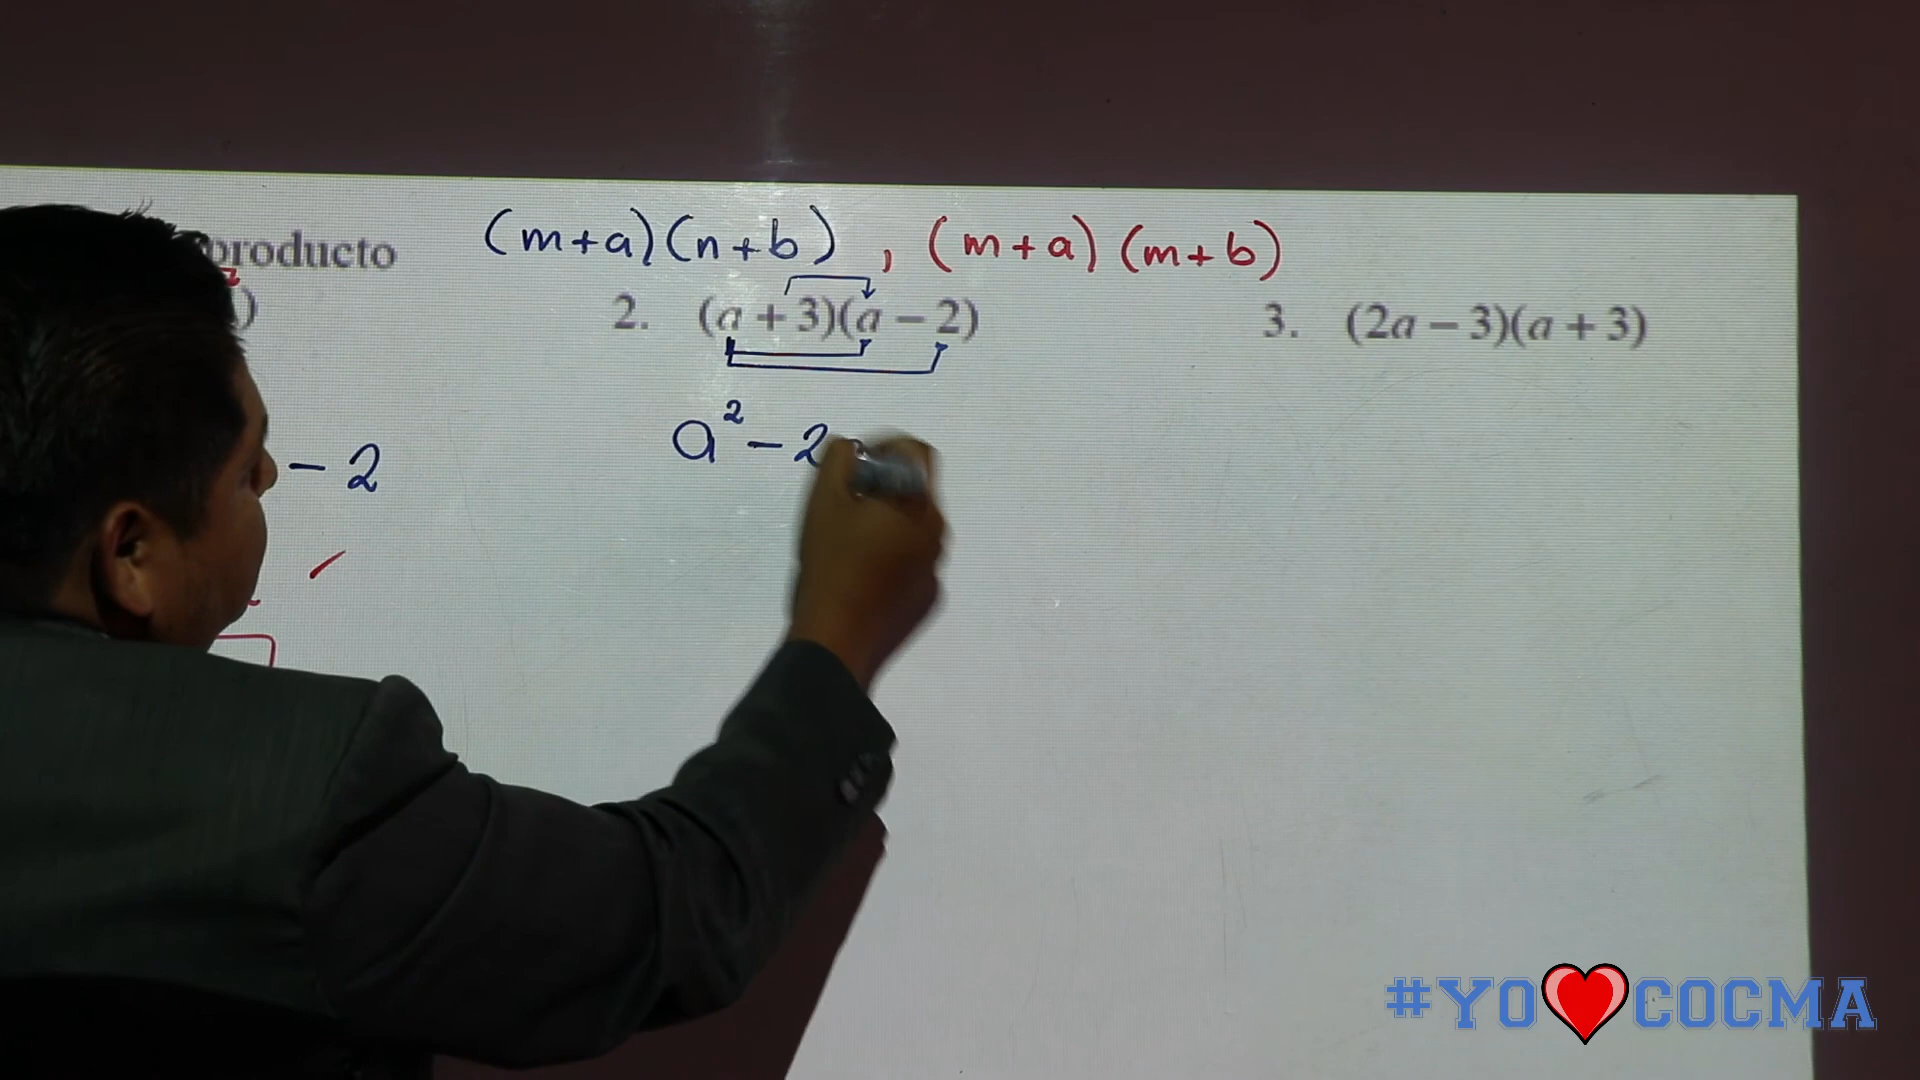 producto (m+a)(n+b) , (m+a) (m+b)
) 2. (a + 3)(a − 2) 3. (2a − 3)(a + 3)
− 2 a² − 2
#YO❤COCMA